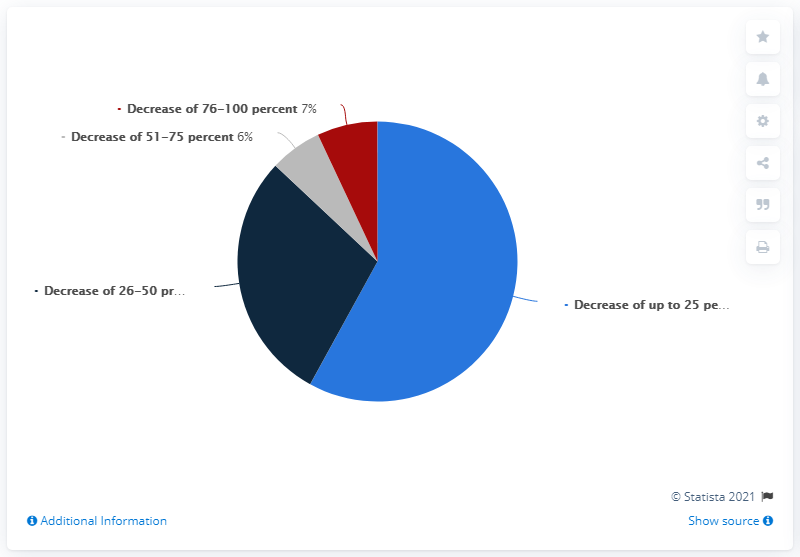 Decrease of 76–100 percent 7%
Decrease of 51–75 percent 6%
Decrease of 26–50 pr...
Decrease of up to 25 pe...
© Statista 2021
Additional Information
Show source